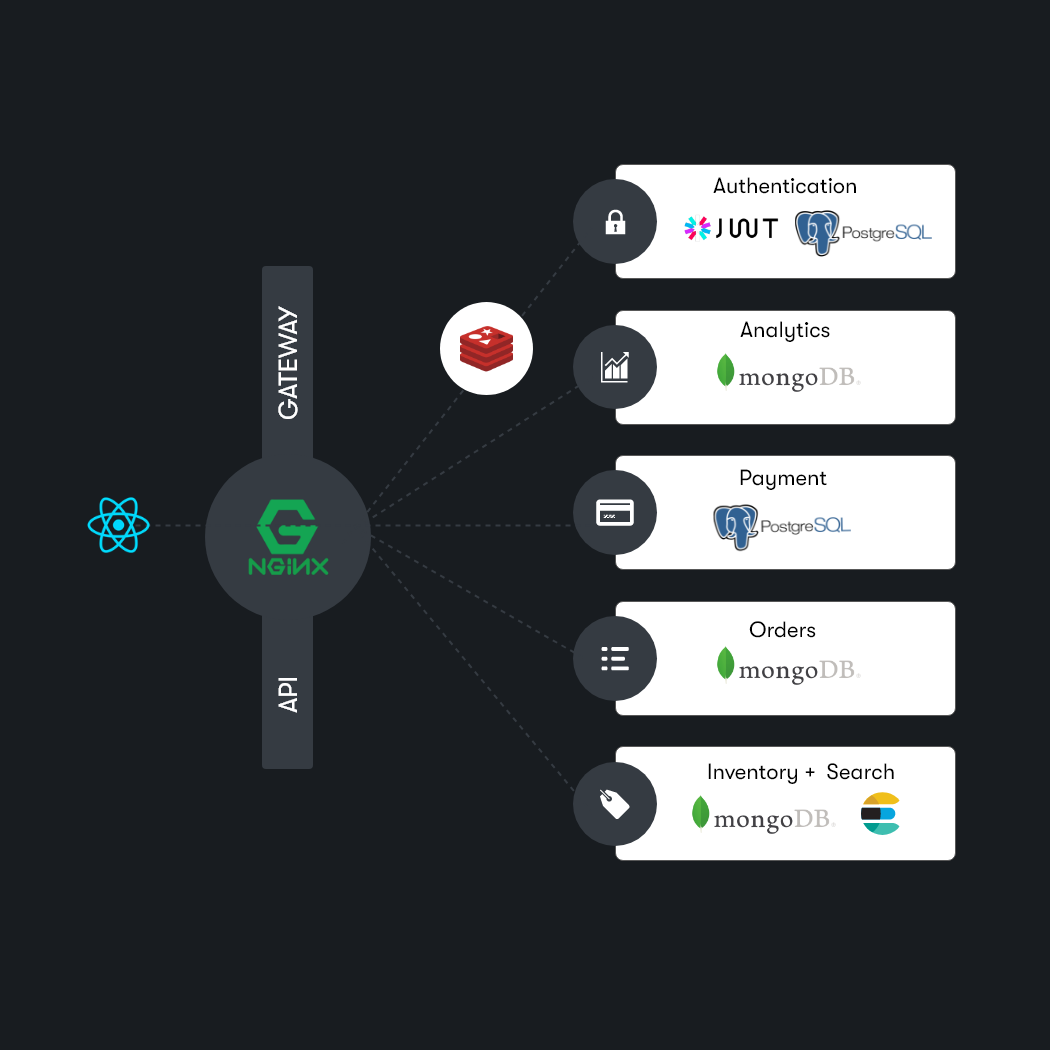 GATEWAY
NGINX
API
Authentication
JWT PostgreSQL
Analytics
mongoDB®
Payment
PostgreSQL
Orders
mongoDB®
Inventory + Search
mongoDB®